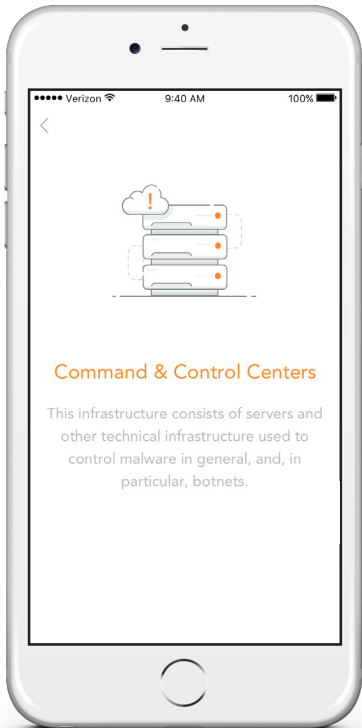 ●●●●● Verizon 9:40 AM 100%
!
Command & Control Centers
This infrastructure consists of servers and
other technical infrastructure used to
control malware in general, and, in
particular, botnets.